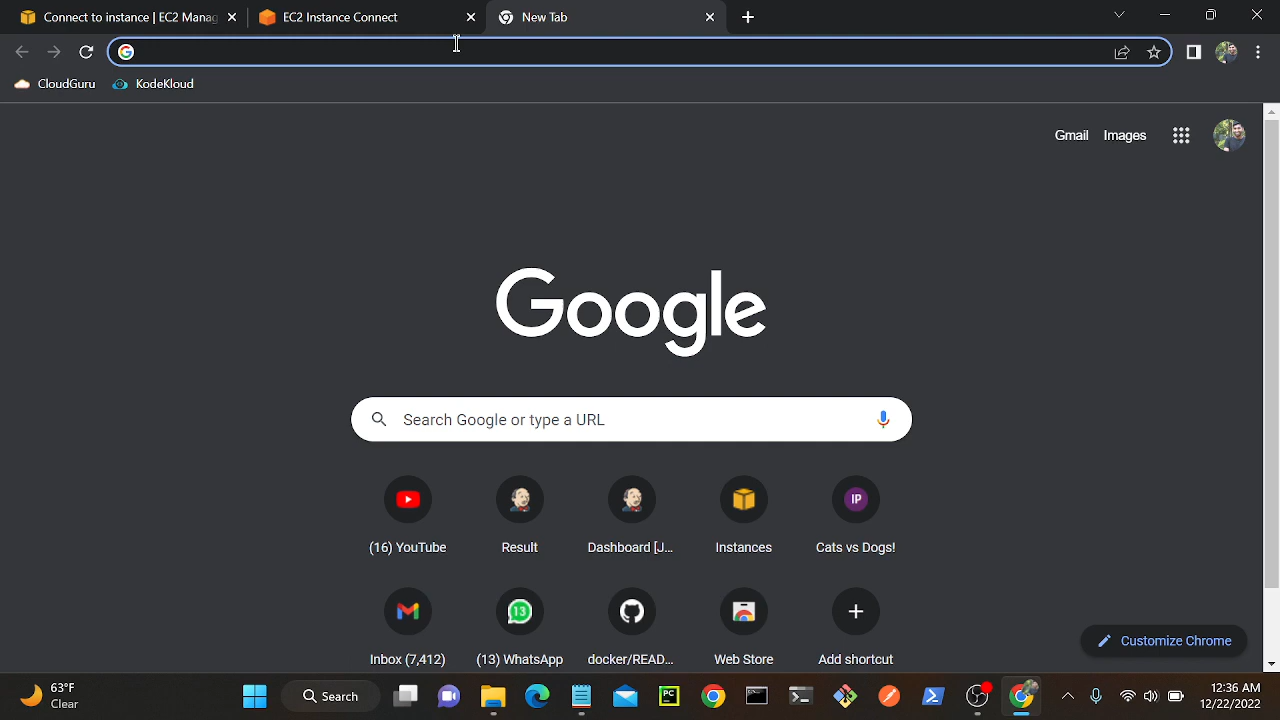 Connect to instance | EC2 Manag
EC2 Instance Connect
New Tab
CloudGuru
KodeKloud
Gmail
Images
Google
Search Google or type a URL
IP
(16) YouTube
Result
Dashboard [J...
Instances
Cats vs Dogs!
13
Inbox (7,412)
(13) WhatsApp
docker/READ...
Web Store
Add shortcut
Customize Chrome
63°F
Clear
Search
PC
12:36 AM
12/22/2022